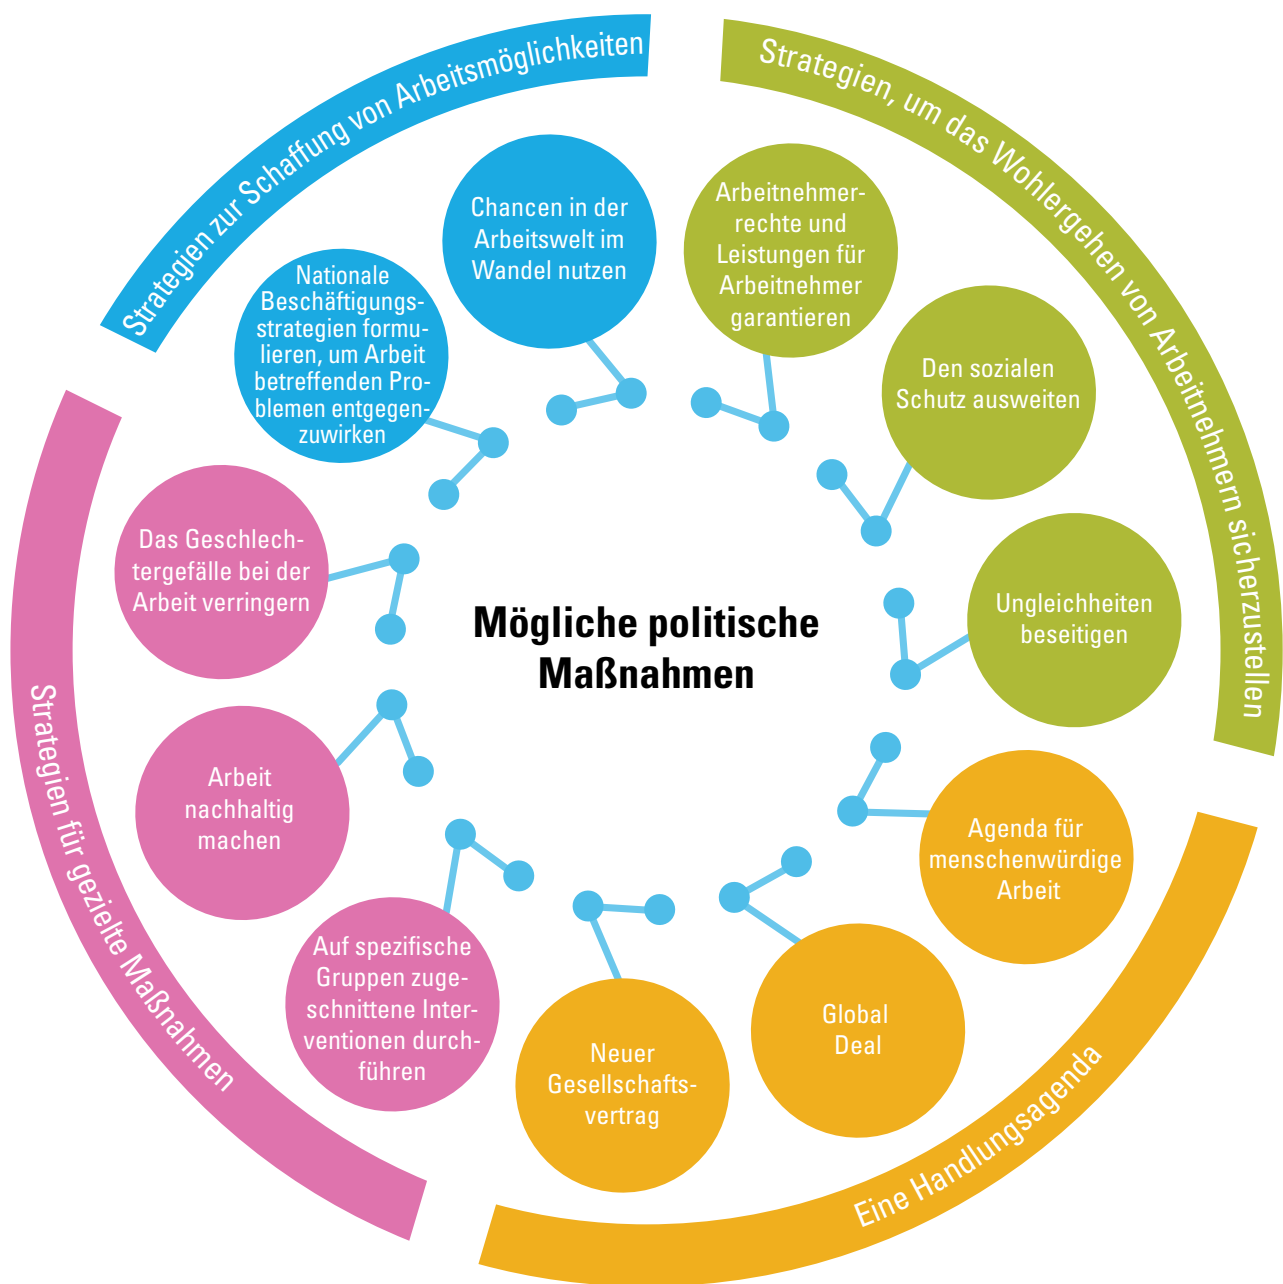 Strategien zur Schaffung von Arbeitsmöglichkeiten
Nationale
Beschäftigungs-
strategien formu-
lieren, um Arbeit
betreffenden Pro-
blemen entgegen-
zuwirken
Chancen in der
Arbeitswelt im
Wandel nutzen
Strategien, um das Wohlergehen von Arbeitnehmern sicherzustellen
Arbeitnehmer-
rechte und
Leistungen für
Arbeitnehmer
garantieren
Den sozialen
Schutz ausweiten
Ungleichheiten
beseitigen
Mögliche politische
Maßnahmen
Strategien für gezielte Maßnahmen
Das Geschlech-
tergefälle bei der
Arbeit verringern
Arbeit
nachhaltig
machen
Auf spezifische
Gruppen zuge-
schnittene Inter-
ventionen durch-
führen
Eine Handlungsagenda
Agenda für
menschenwürdige
Arbeit
Global
Deal
Neuer
Gesellschafts-
vertrag